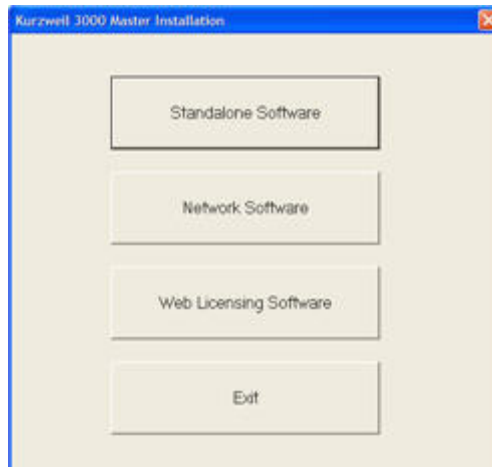 Kurzweil 3000 Master Installation
Standalone Software
Network Software
Web Licensing Software
Exit